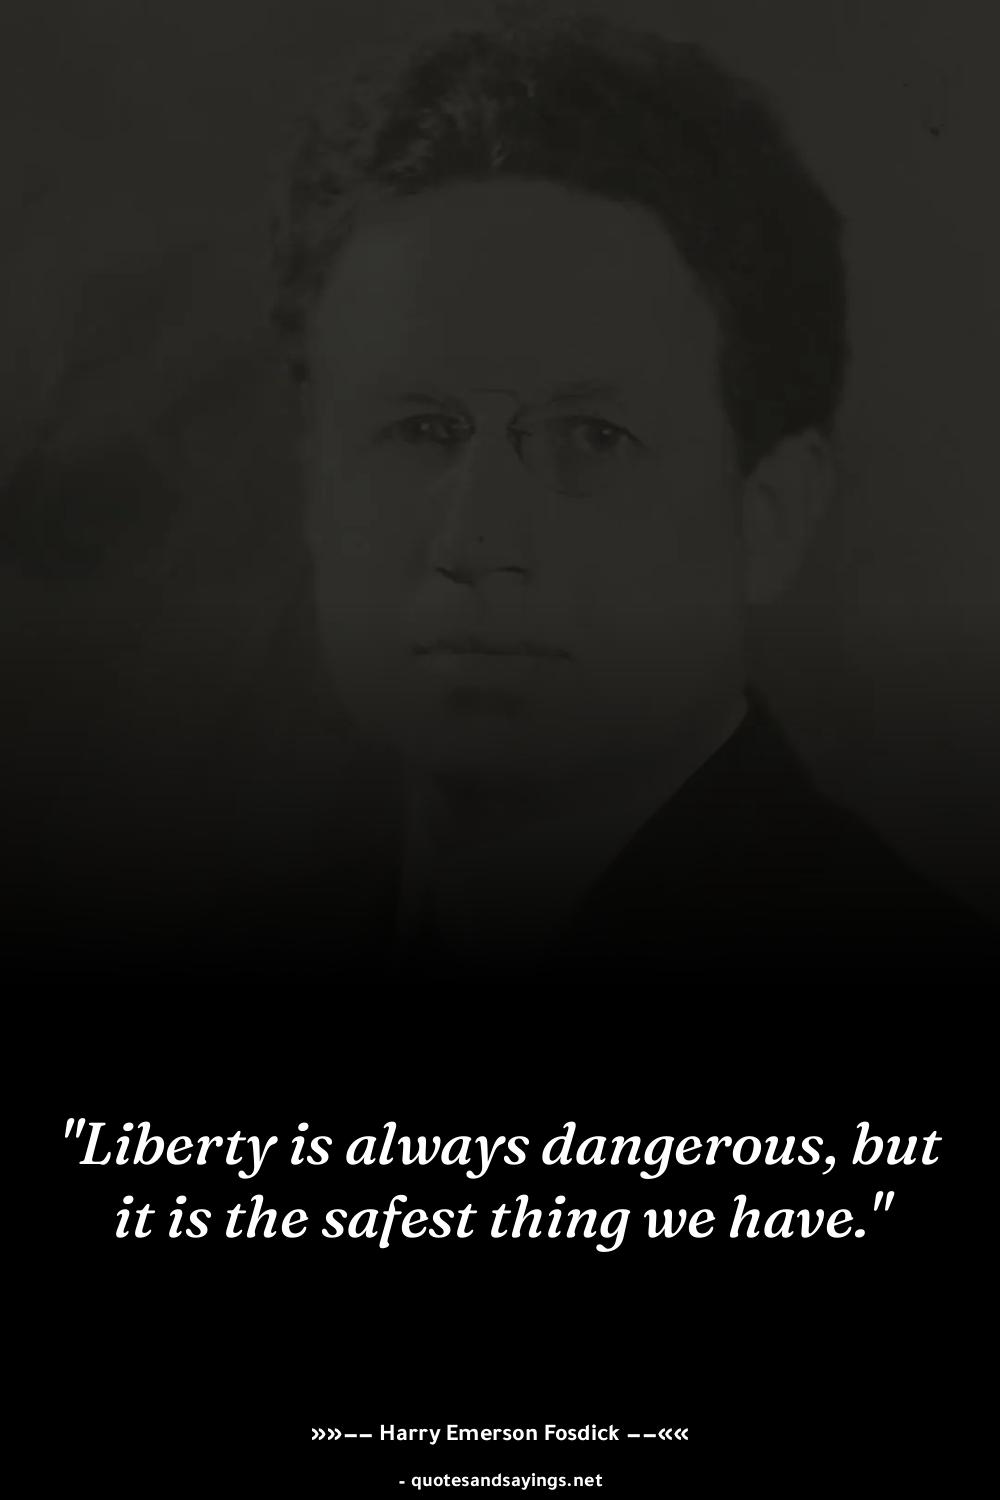 "Liberty is always dangerous, but
it is the safest thing we have."
»»−− Harry Emerson Fosdick −−««
- quotesandsayings.net